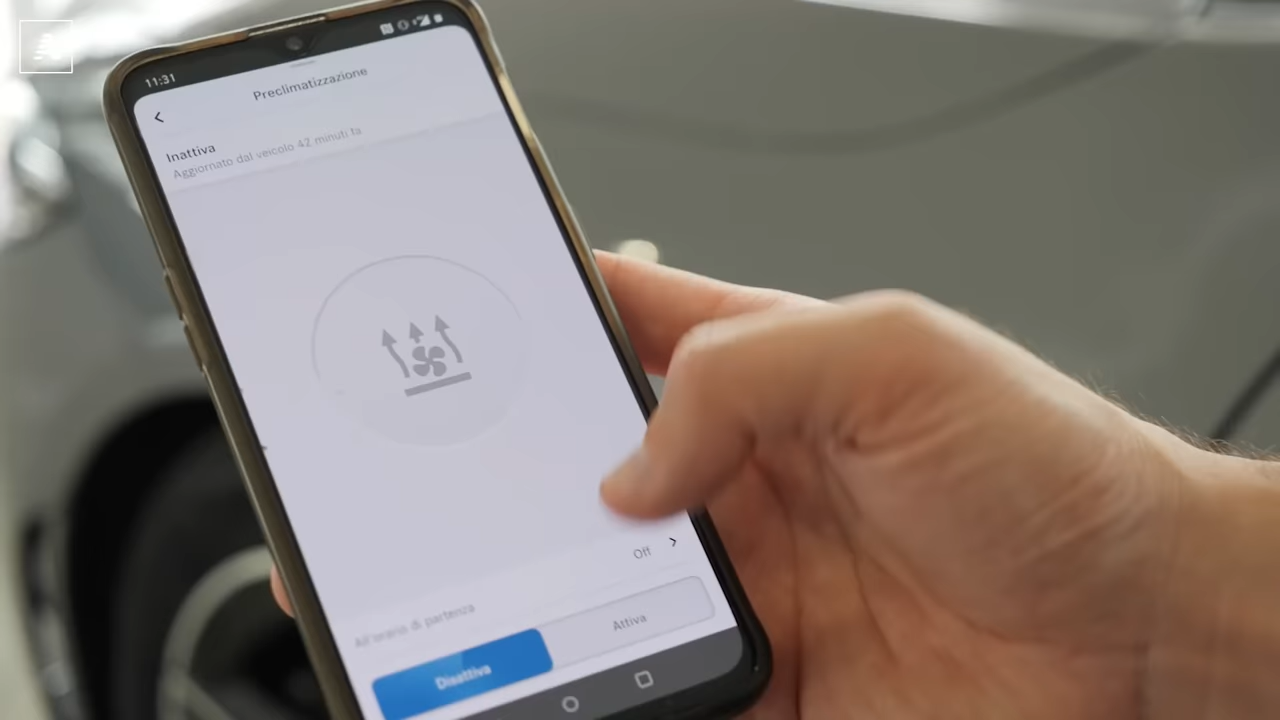 11:31
Preclimatizzazione
Inattiva
Aggiornato dal veicolo 42 minuti fa
Off
All'orario di partenza
Disattiva
Attiva